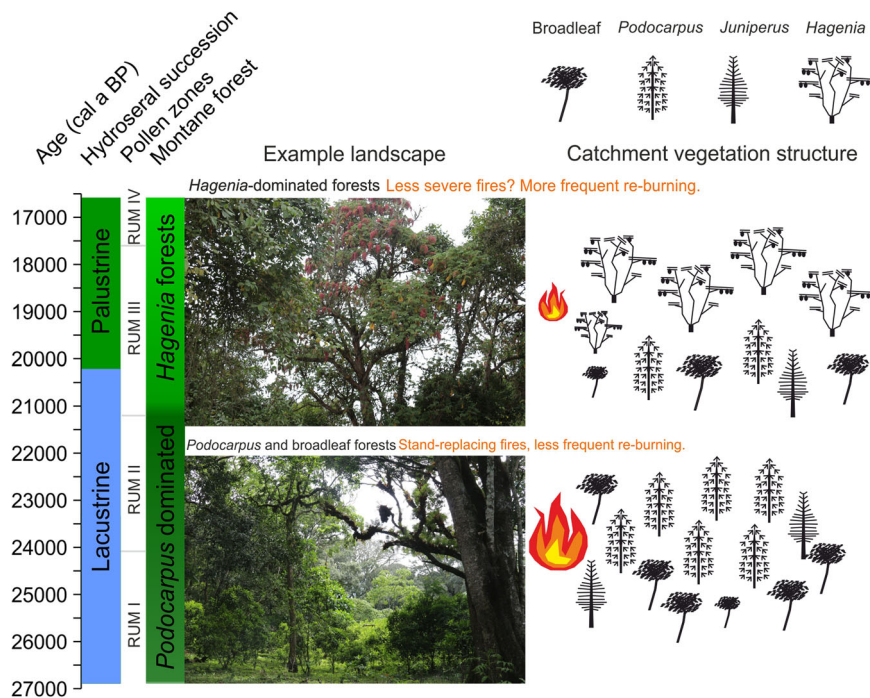 Broadleaf Podocarpus Juniperus Hagenia
Age (cal a BP)
Hydroseral succession
Pollen zones
Montane forest
Example landscape
Catchment vegetation structure
Hagenia-dominated forests Less severe fires? More frequent re-burning.
17000
18000
19000
20000
21000
22000
23000
24000
25000
26000
27000
Palustrine
Lacustrine
RUM IV
RUM III
RUM II
RUM I
Hagenia forests
Podocarpus dominated
Podocarpus and broadleaf forests Stand-replacing fires, less frequent re-burning.